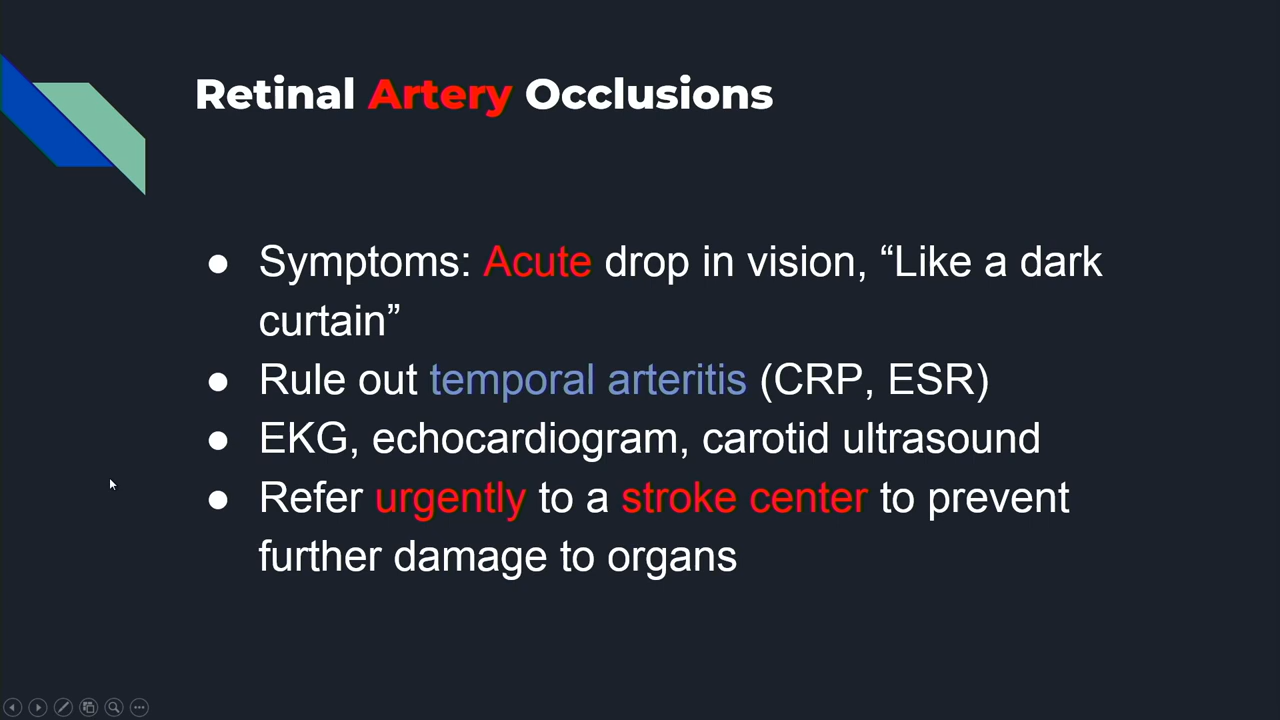 Retinal Artery Occlusions
● Symptoms: Acute drop in vision, “Like a dark
curtain”
● Rule out temporal arteritis (CRP, ESR)
● EKG, echocardiogram, carotid ultrasound
● Refer urgently to a stroke center to prevent
further damage to organs